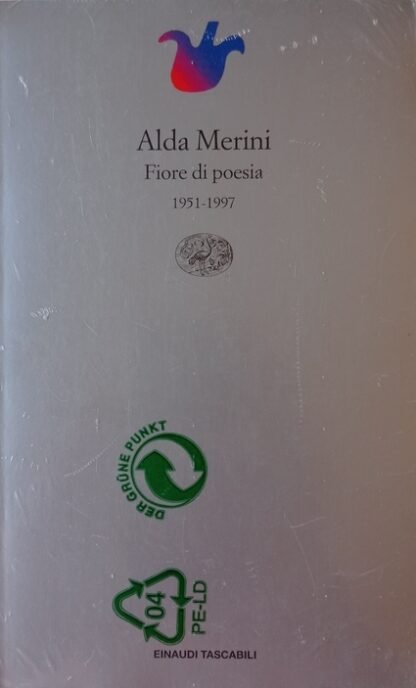 Alda Merini
Fiore di poesia
1951-1997
DER GRÜNE PUNKT
04
PE-LD
EINAUDI TASCABILI